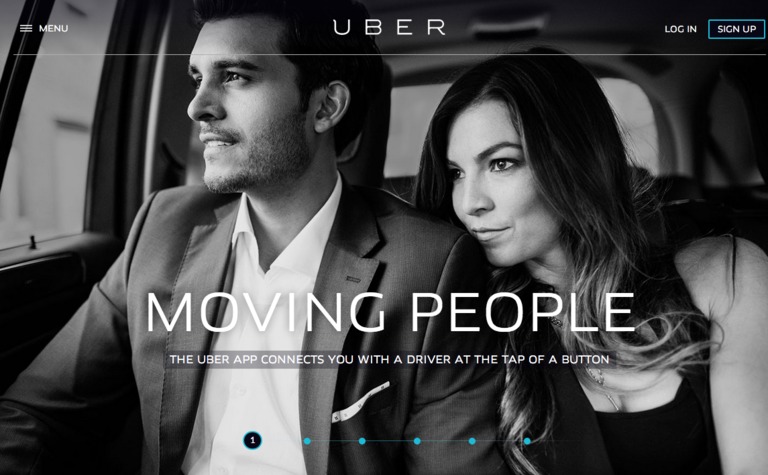 MENU
UBER
LOG IN
SIGN UP
MOVING PEOPLE
THE UBER APP CONNECTS YOU WITH A DRIVER AT THE TAP OF A BUTTON
1